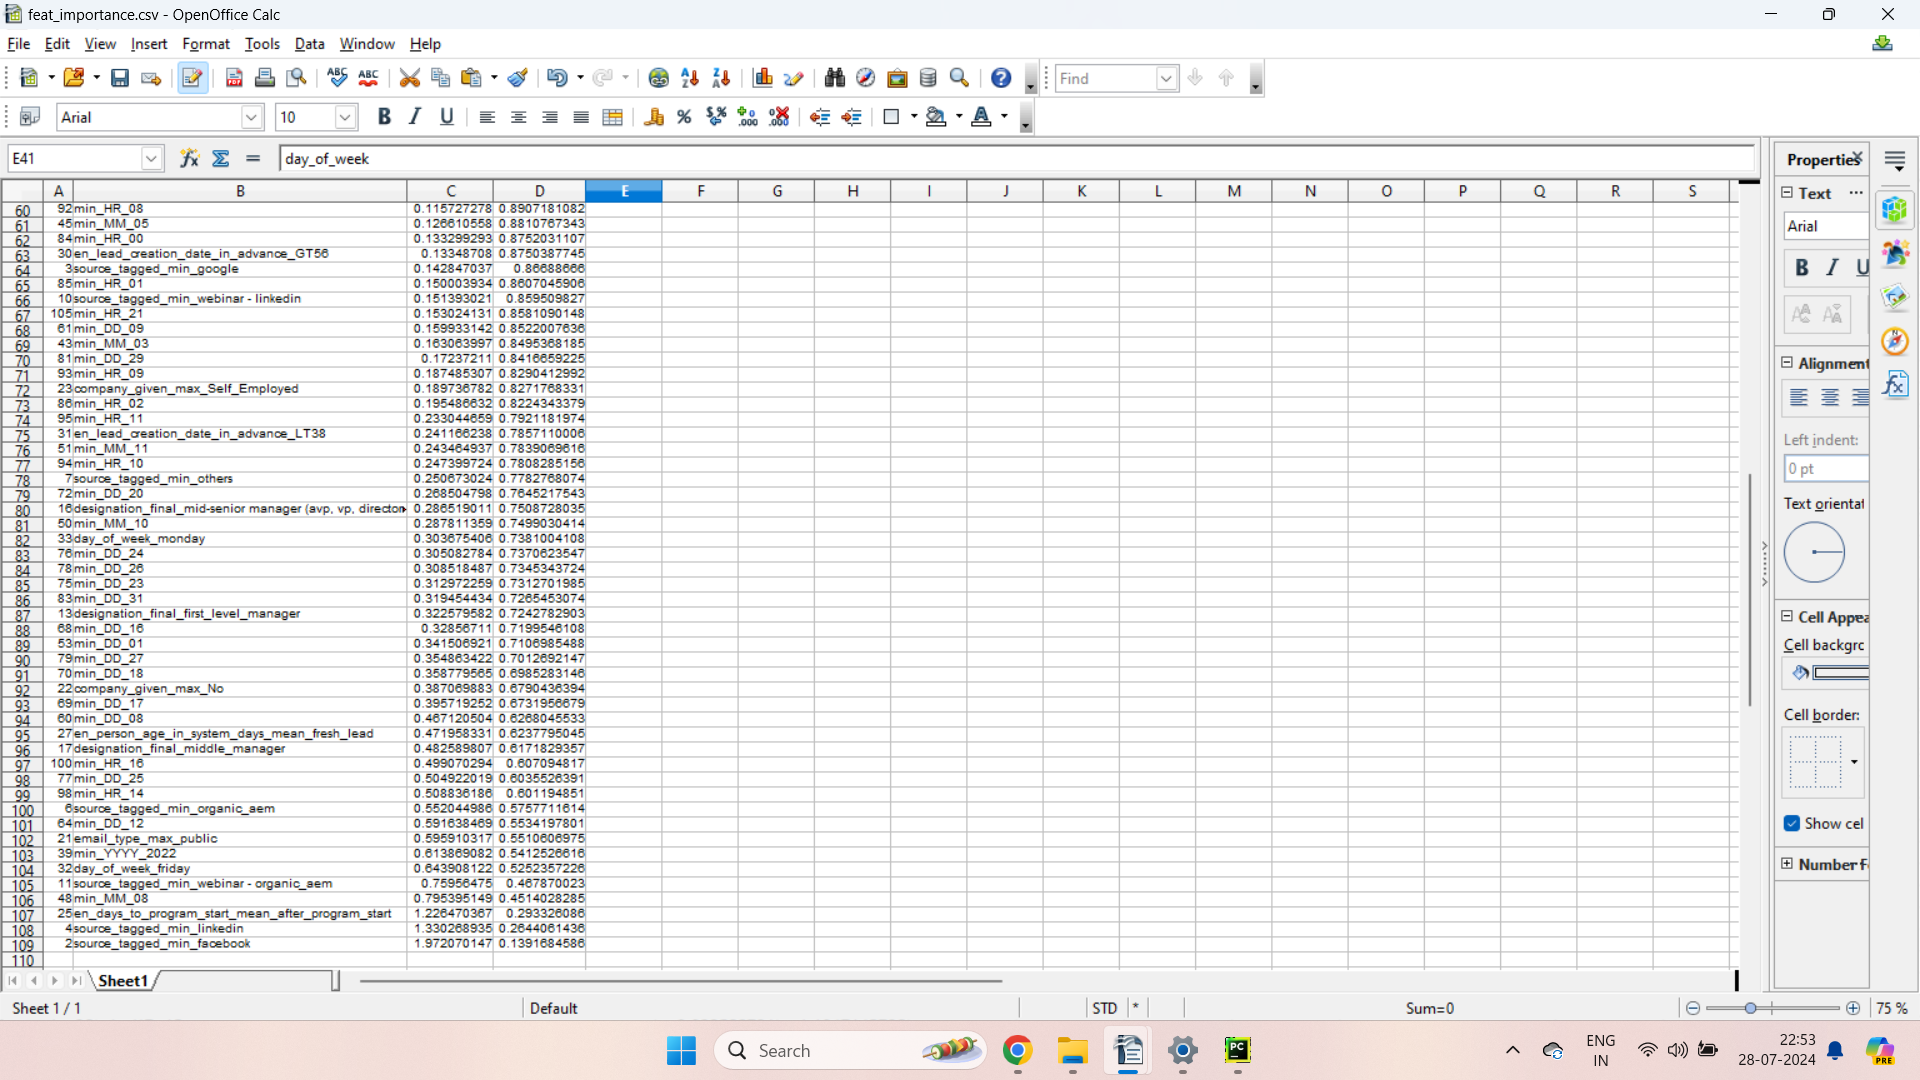 feat_importance.csv - OpenOffice Calc
File Edit View Insert Format Tools Data Window Help
Find
Arial 10
E41 day_of_week
A B C D E F G H I J K L M N O P Q R S
60 92 min_HR_08 0.115727278 0.8907181082
61 45 min_MM_05 0.126610558 0.8810767343
62 84 min_HR_00 0.133299293 0.8752031107
63 30 en_lead_creation_date_in_advance_GT56 0.13348708 0.8750387745
64 3 source_tagged_min_google 0.142847037 0.86688666
65 85 min_HR_01 0.150003934 0.8607045906
66 10 source_tagged_min_webinar - linkedin 0.151393021 0.859509827
67 105 min_HR_21 0.153024131 0.8581090148
68 61 min_DD_09 0.159933142 0.8522007636
69 43 min_MM_03 0.163063997 0.8495368185
70 81 min_DD_29 0.17237211 0.8416659225
71 93 min_HR_09 0.187485307 0.8290412992
72 23 company_given_max_Self_Employed 0.189736782 0.8271768331
73 86 min_HR_02 0.195486632 0.8224343379
74 95 min_HR_11 0.233044659 0.7921181974
75 31 en_lead_creation_date_in_advance_LT38 0.241166238 0.7857110006
76 51 min_MM_11 0.243464937 0.7839069616
77 94 min_HR_10 0.247399724 0.7808285156
78 7 source_tagged_min_others 0.250673024 0.7782768074
79 72 min_DD_20 0.268504798 0.7645217543
80 16 designation_final_mid-senior manager (avp, vp, director 0.286519011 0.7508728035
81 50 min_MM_10 0.287811359 0.7499030414
82 33 day_of_week_monday 0.303675406 0.7381004108
83 76 min_DD_24 0.305082784 0.7370623547
84 78 min_DD_26 0.308518487 0.7345343724
85 75 min_DD_23 0.312972259 0.7312701985
86 83 min_DD_31 0.319454434 0.7265453074
87 13 designation_final_first_level_manager 0.322579582 0.7242782903
88 68 min_DD_16 0.32856711 0.7199546108
89 53 min_DD_01 0.341506921 0.7106985488
90 79 min_DD_27 0.354863422 0.7012692147
91 70 min_DD_18 0.358779565 0.6985283146
92 22 company_given_max_No 0.387069883 0.6790436394
93 69 min_DD_17 0.395719252 0.6731956679
94 60 min_DD_08 0.467120504 0.6268045533
95 27 en_person_age_in_system_days_mean_fresh_lead 0.471958331 0.6237795045
96 17 designation_final_middle_manager 0.482589807 0.6171829357
97 100 min_HR_16 0.499070294 0.607094817
98 77 min_DD_25 0.504922019 0.6035526391
99 98 min_HR_14 0.508836186 0.601194851
100 6 source_tagged_min_organic_aem 0.552044986 0.5757711614
101 64 min_DD_12 0.591638469 0.5534197801
102 21 email_type_max_public 0.595910317 0.5510606975
103 39 min_YYYY_2022 0.613869082 0.5412526616
104 32 day_of_week_friday 0.643908122 0.5252357226
105 11 source_tagged_min_webinar - organic_aem 0.75956475 0.467870023
106 48 min_MM_08 0.795395149 0.4514028285
107 25 en_days_to_program_start_mean_after_program_start 1.226470367 0.293326086
108 4 source_tagged_min_linkedin 1.330268935 0.2644061436
109 2 source_tagged_min_facebook 1.972070147 0.1391684586
110
Properties
Text
Arial
B I U
Alignment
Left indent:
0 pt
Text orientat
Cell Appea
Cell backgrc
Cell border:
Show cel
Number F
Sheet1
Sheet 1 / 1 Default STD * Sum=0 75 %
Search
ENG
IN
22:53
28-07-2024